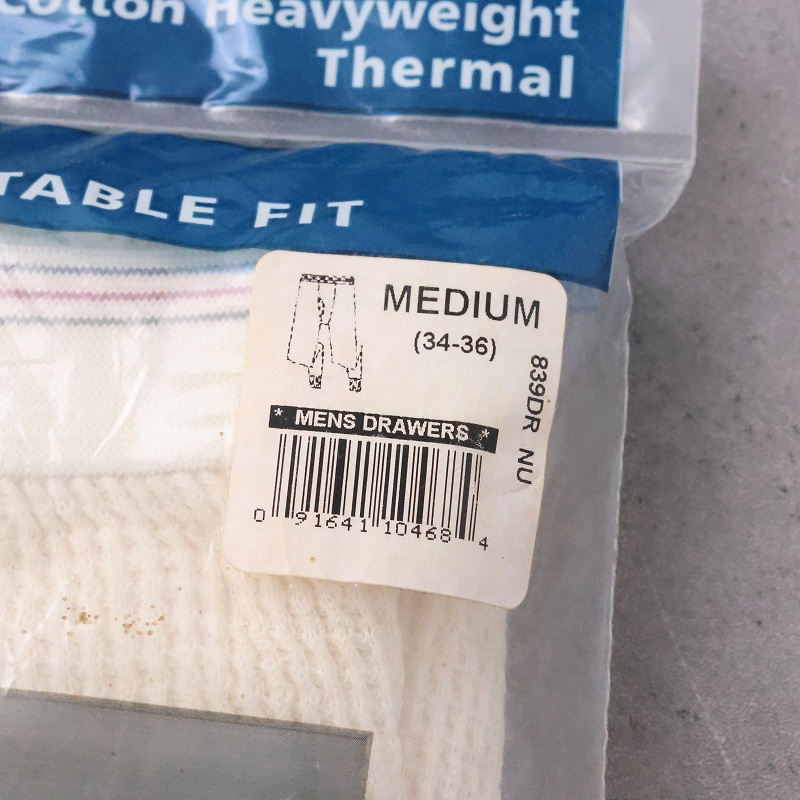 Cotton Heavyweight
Thermal
TABLE FIT
MEDIUM
(34-36)
839DR NU
* MENS DRAWERS *
0 91641 10468 4